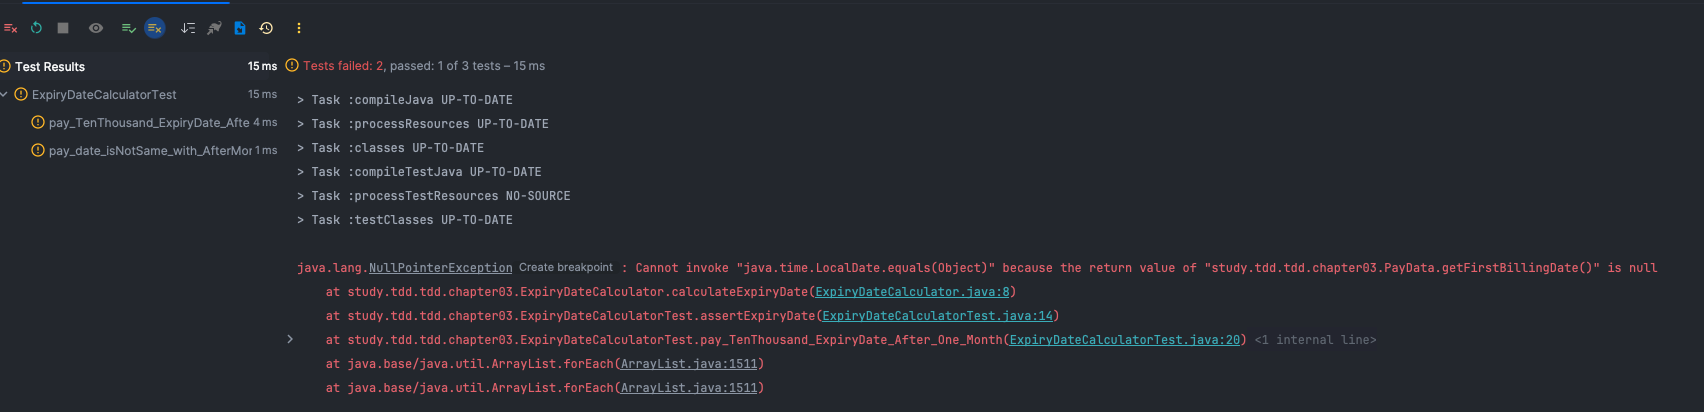 Test Results 15 ms
Tests failed: 2, passed: 1 of 3 tests – 15 ms
ExpiryDateCalculatorTest 15 ms
pay_TenThousand_ExpiryDate_Afte 4 ms
pay_date_isNotSame_with_AfterMor 1 ms
> Task :compileJava UP-TO-DATE
> Task :processResources UP-TO-DATE
> Task :classes UP-TO-DATE
> Task :compileTestJava UP-TO-DATE
> Task :processTestResources NO-SOURCE
> Task :testClasses UP-TO-DATE
java.lang.NullPointerException Create breakpoint : Cannot invoke "java.time.LocalDate.equals(Object)" because the return value of "study.tdd.tdd.chapter03.PayData.getFirstBillingDate()" is null
at study.tdd.tdd.chapter03.ExpiryDateCalculator.calculateExpiryDate(ExpiryDateCalculator.java:8)
at study.tdd.tdd.chapter03.ExpiryDateCalculatorTest.assertExpiryDate(ExpiryDateCalculatorTest.java:14)
at study.tdd.tdd.chapter03.ExpiryDateCalculatorTest.pay_TenThousand_ExpiryDate_After_One_Month(ExpiryDateCalculatorTest.java:20) <1 internal line>
at java.base/java.util.ArrayList.forEach(ArrayList.java:1511)
at java.base/java.util.ArrayList.forEach(ArrayList.java:1511)